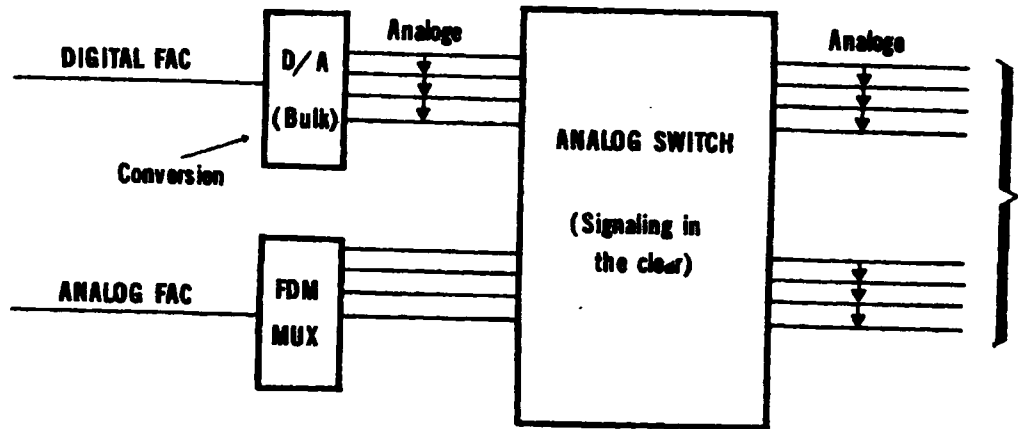 DIGITAL FAC
D/A
(Bulk)
Conversion
Analoge
ANALOG SWITCH
(Signaling in
the clear)
Analoge
ANALOG FAC
FDM
MUX